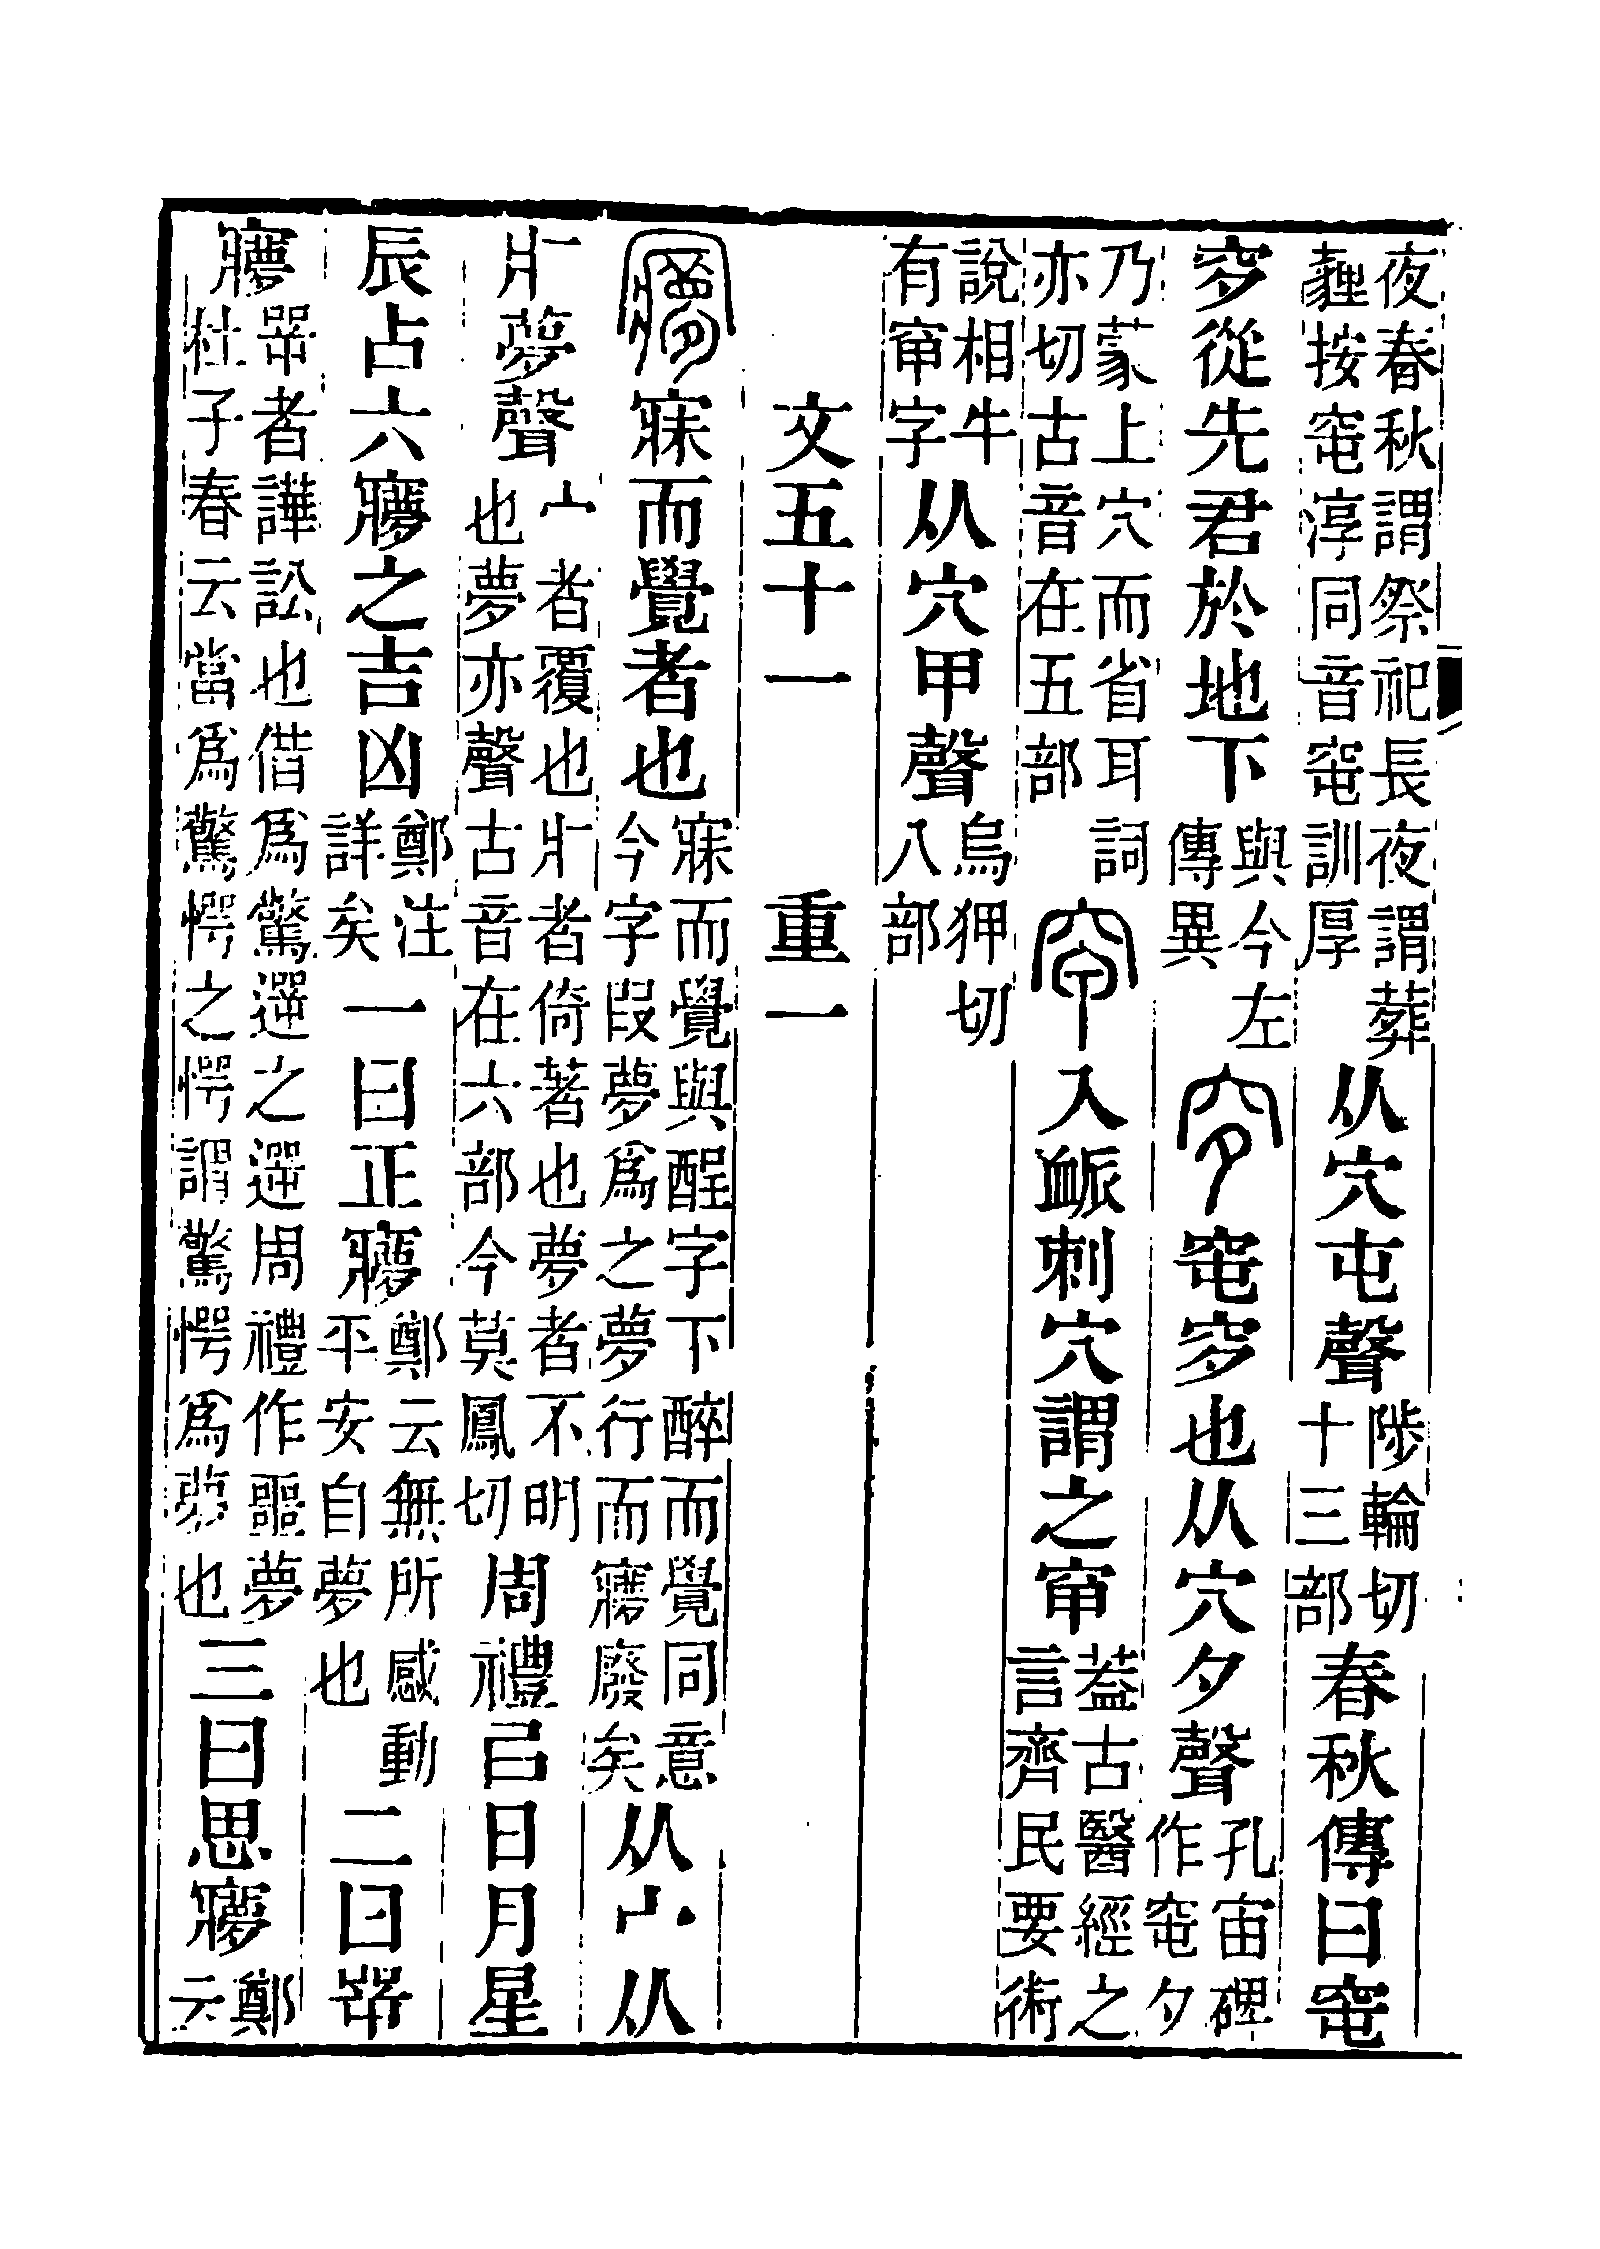 夜春秋謂祭祀長夜謂葬
薶按窀淳同音窀訓厚
从穴屯聲
陟輪切
十三部
春秋傳曰窀
穸從先君於地下
與今左
傳異
穸
窀穸也从穴夕聲
孔宙碑
作窀夕
乃蒙上穴而省耳詞
亦切古音在五部
𥥍
入衇刺穴謂之𥥍
葢古醫經之
言齊民要術
說相牛
有𥥍字
从穴甲聲
烏狎切
八部
文五十一　重一
㝱
寐而覺者也
寐而覺與酲字下醉而覺同意
今字叚夢爲之夢行而㝱廢矣
从宀从
疒夢聲
宀者覆也疒者倚著也夢者不明
也夢亦聲古音在六部今莫鳳切
周禮㠯日月星
辰占六㝱之吉凶
鄭注
詳矣
一曰正㝱
鄭云無所感動
平安自夢也
二曰㖾
㝱
㖾者譁訟也借爲驚遻之遻周禮作噩夢
杜子春云當爲驚愕之愕謂驚愕爲夢也
三曰思㝱
鄭
云